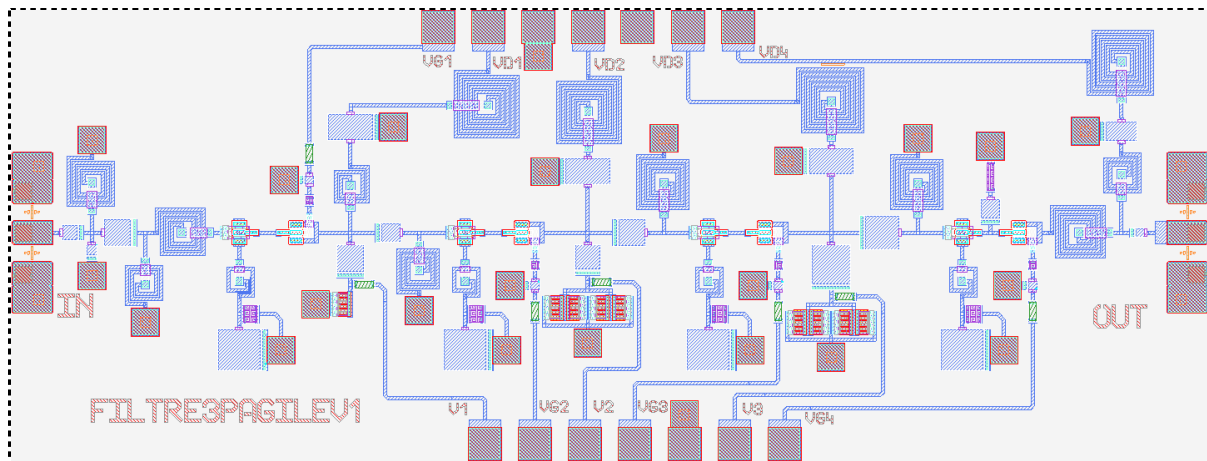 VG1 VD1 VD2 VD3 VD4
IN OUT
FILTRE3PAGILEV1
V1 VG2 V2 VG3 V3 VG4